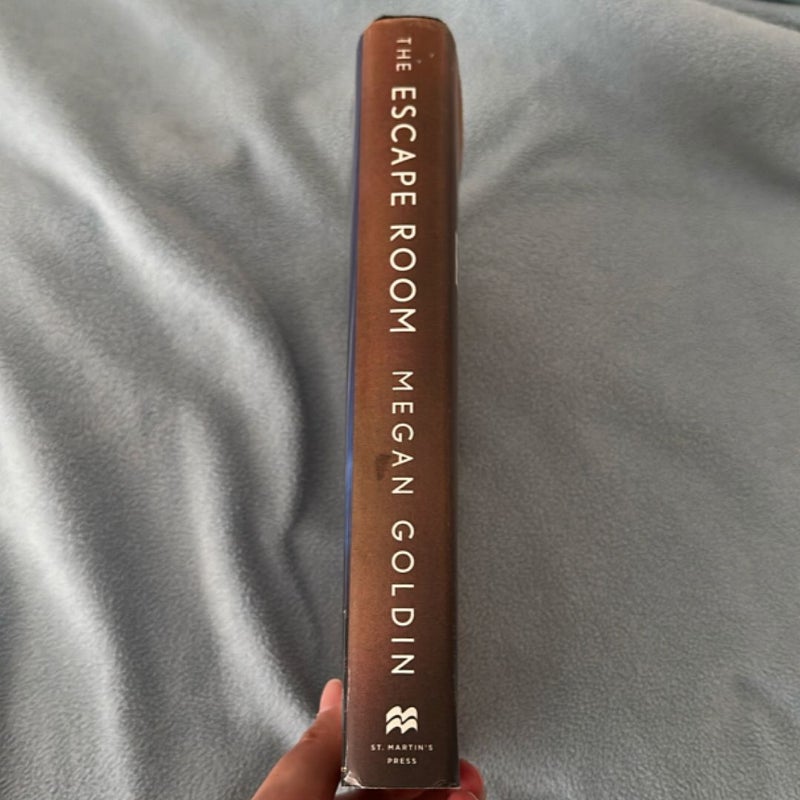 THE ESCAPE ROOM MEGAN GOLDIN
ST. MARTIN'S
PRESS